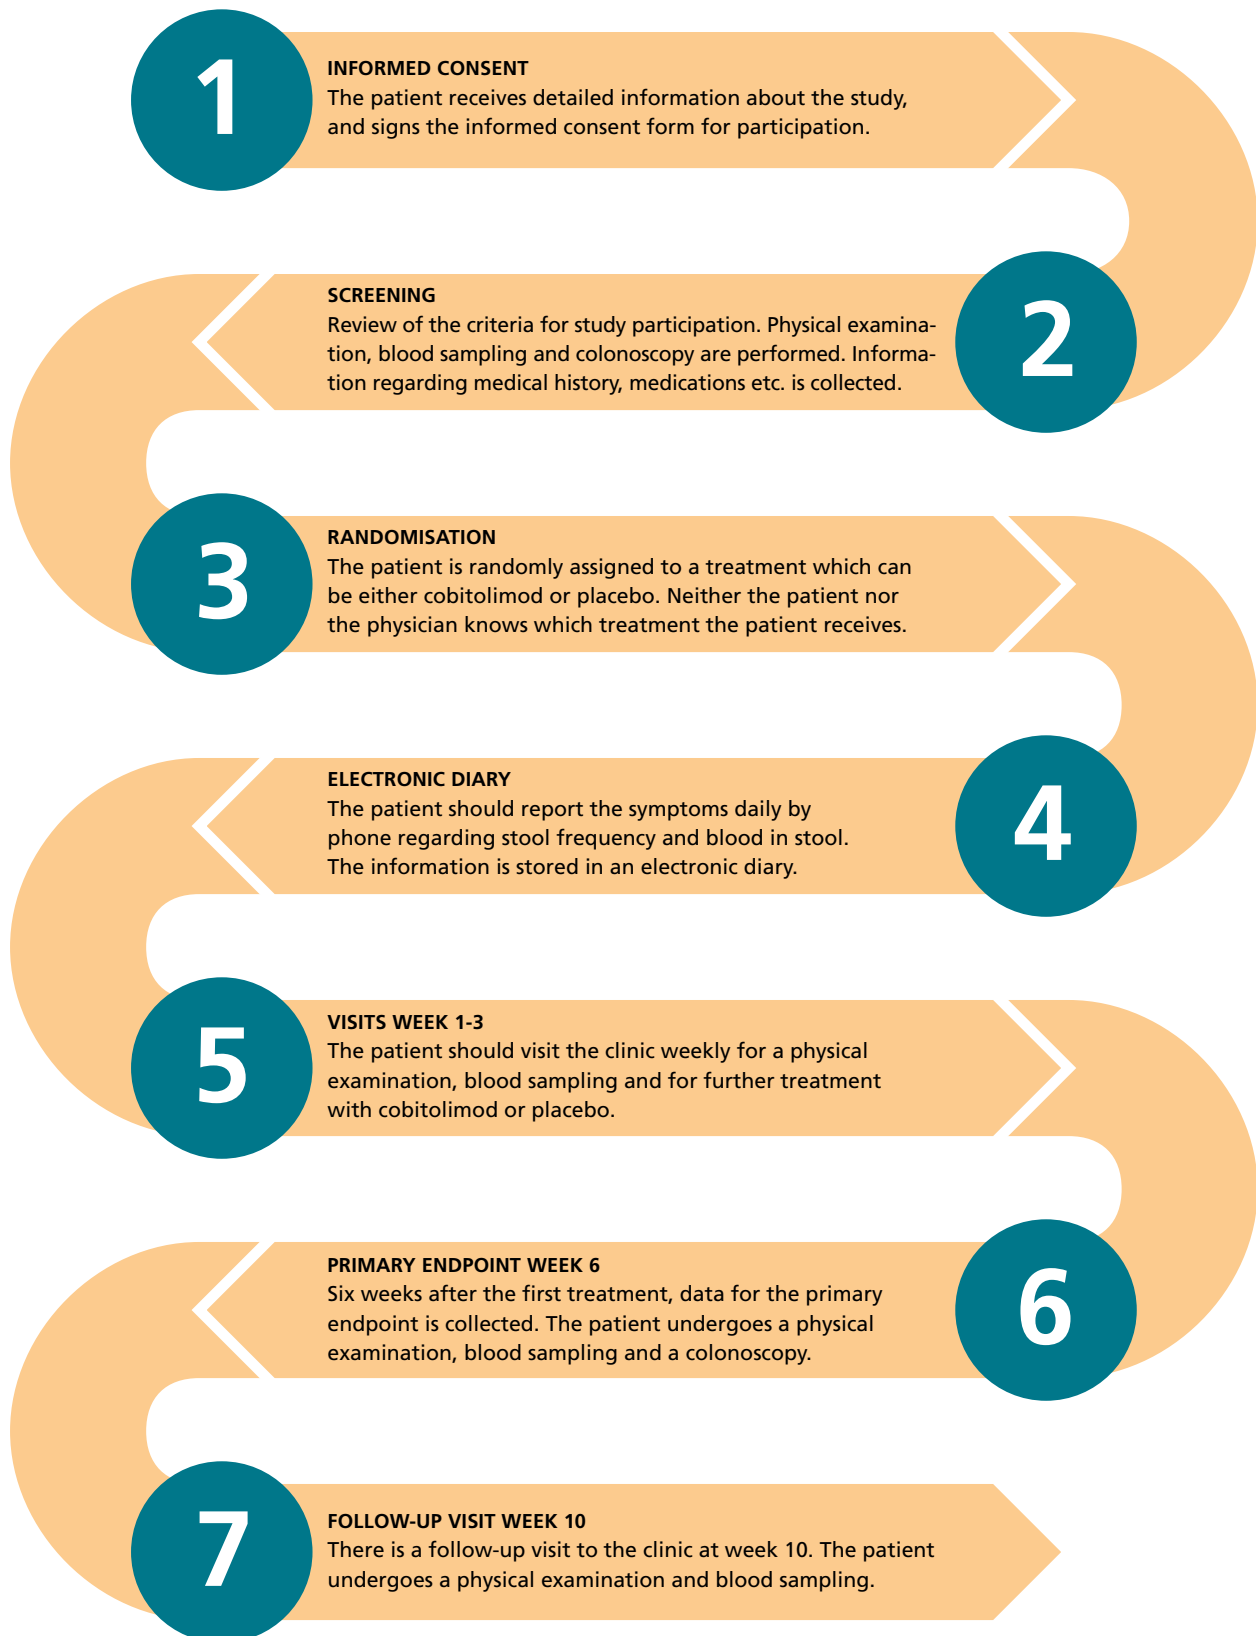 1
INFORMED CONSENT
The patient receives detailed information about the study,
and signs the informed consent form for participation.
2
SCREENING
Review of the criteria for study participation. Physical examina-
tion, blood sampling and colonoscopy are performed. Informa-
tion regarding medical history, medications etc. is collected.
3
RANDOMISATION
The patient is randomly assigned to a treatment which can
be either cobitolimod or placebo. Neither the patient nor
the physician knows which treatment the patient receives.
4
ELECTRONIC DIARY
The patient should report the symptoms daily by
phone regarding stool frequency and blood in stool.
The information is stored in an electronic diary.
5
VISITS WEEK 1-3
The patient should visit the clinic weekly for a physical
examination, blood sampling and for further treatment
with cobitolimod or placebo.
6
PRIMARY ENDPOINT WEEK 6
Six weeks after the first treatment, data for the primary
endpoint is collected. The patient undergoes a physical
examination, blood sampling and a colonoscopy.
7
FOLLOW-UP VISIT WEEK 10
There is a follow-up visit to the clinic at week 10. The patient
undergoes a physical examination and blood sampling.